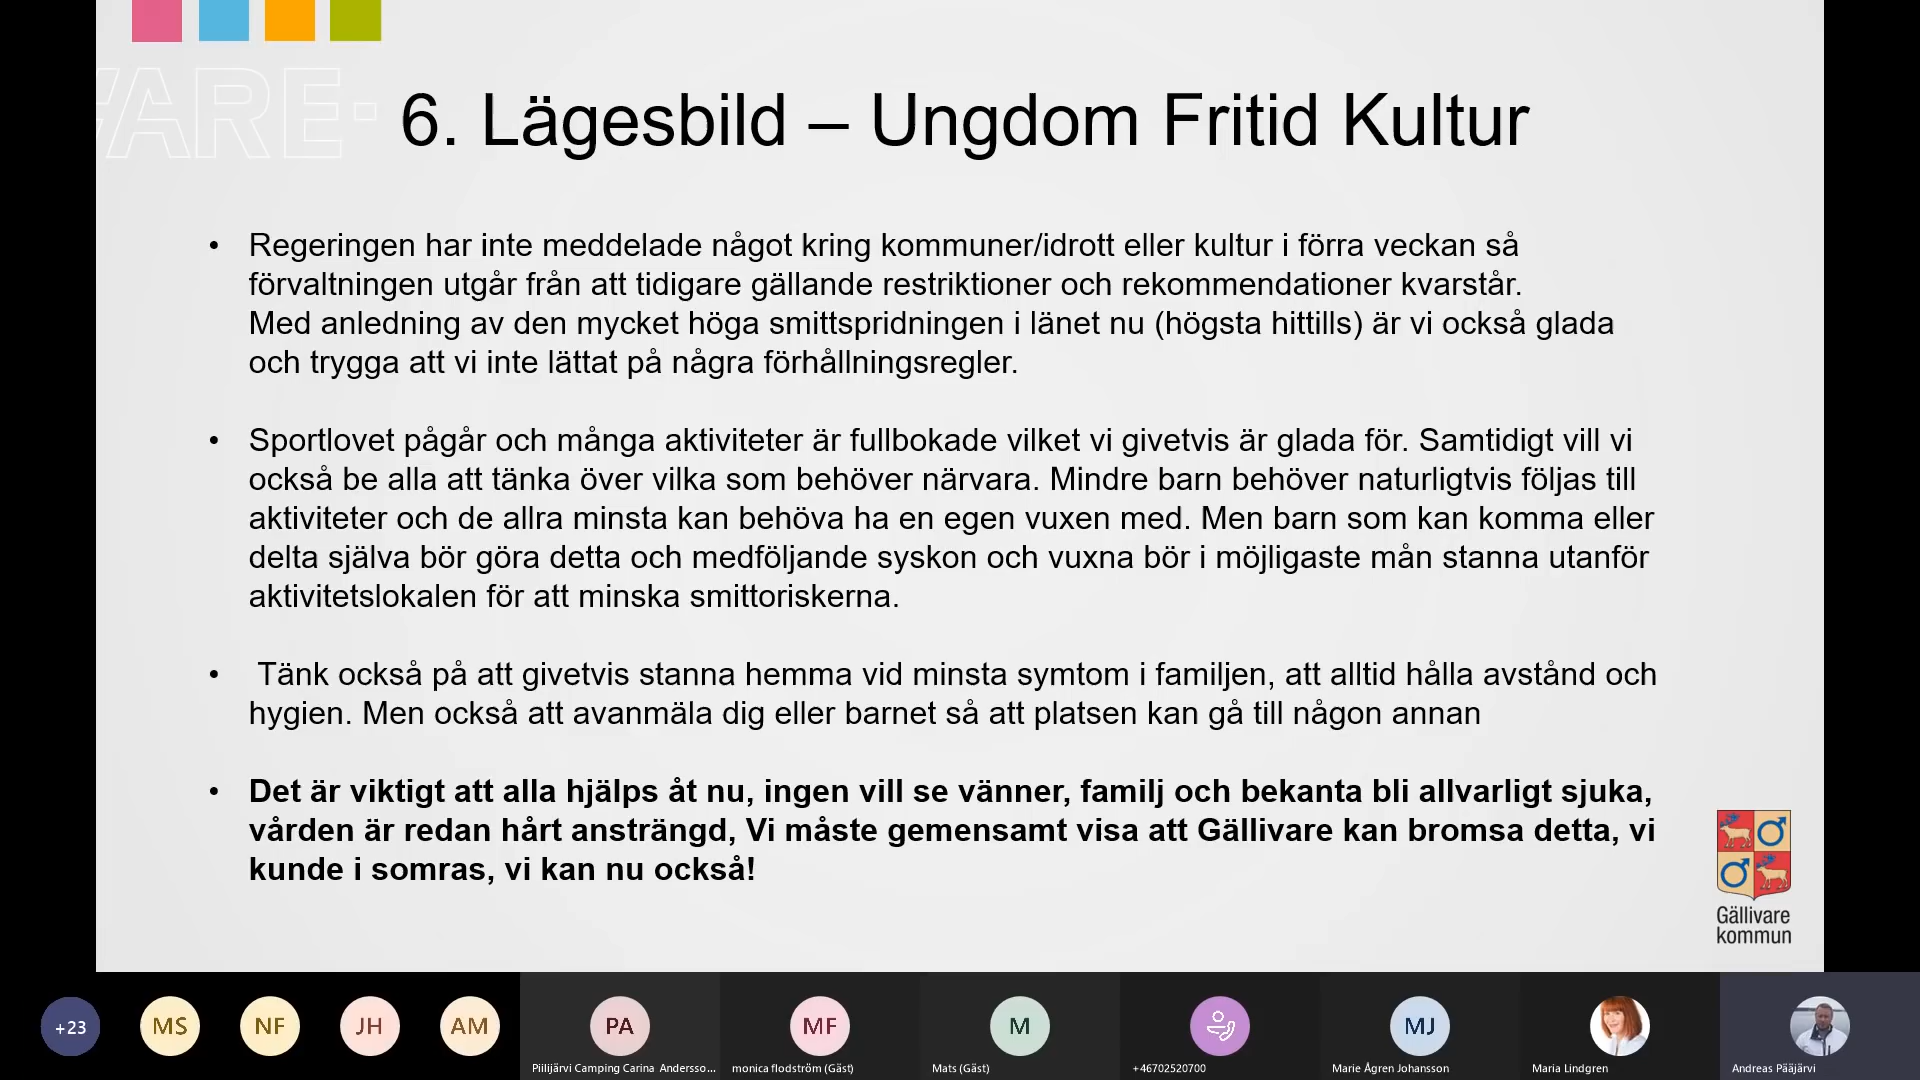 VARE
6. Lägesbild – Ungdom Fritid Kultur
• Regeringen har inte meddelade något kring kommuner/idrott eller kultur i förra veckan så
förvaltningen utgår från att tidigare gällande restriktioner och rekommendationer kvarstår.
Med anledning av den mycket höga smittspridningen i länet nu (högsta hittills) är vi också glada
och trygga att vi inte lättat på några förhållningsregler.
• Sportlovet pågår och många aktiviteter är fullbokade vilket vi givetvis är glada för. Samtidigt vill vi
också be alla att tänka över vilka som behöver närvara. Mindre barn behöver naturligtvis följas till
aktiviteter och de allra minsta kan behöva ha en egen vuxen med. Men barn som kan komma eller
delta själva bör göra detta och medföljande syskon och vuxna bör i möjligaste mån stanna utanför
aktivitetslokalen för att minska smittoriskerna.
• Tänk också på att givetvis stanna hemma vid minsta symtom i familjen, att alltid hålla avstånd och
hygien. Men också att avanmäla dig eller barnet så att platsen kan gå till någon annan
• Det är viktigt att alla hjälps åt nu, ingen vill se vänner, familj och bekanta bli allvarligt sjuka,
vården är redan hårt ansträngd, Vi måste gemensamt visa att Gällivare kan bromsa detta, vi
kunde i somras, vi kan nu också!
Gällivare
kommun
+23 MS NF JH AM PA MF M MJ
Piilijärvi Camping Carina Andersso... monica flodström (Gäst) Mats (Gäst) +46702520700 Marie Ågren Johansson Maria Lindgren Andreas Pääjärvi